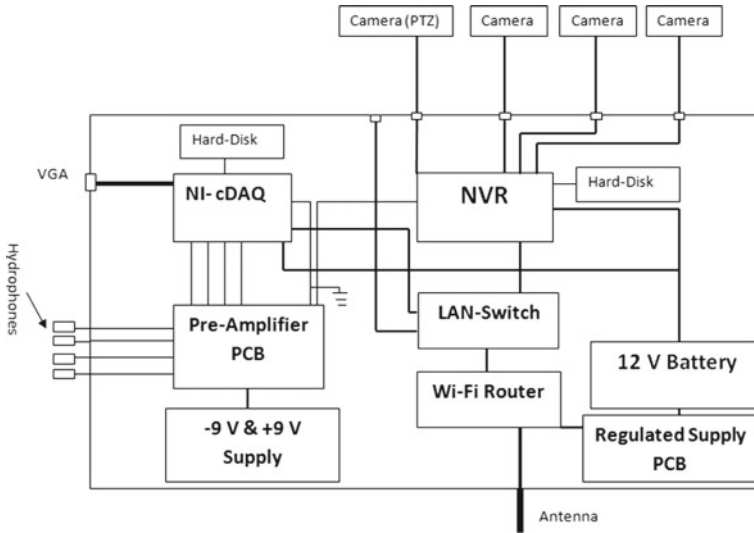 Camera (PTZ)
Camera
Camera
Camera
Hard-Disk
VGA
NI- cDAQ
NVR
Hard-Disk
Hydrophones
LAN-Switch
Pre-Amplifier
PCB
12 V Battery
Wi-Fi Router
-9 V & +9 V
Supply
Regulated Supply
PCB
Antenna